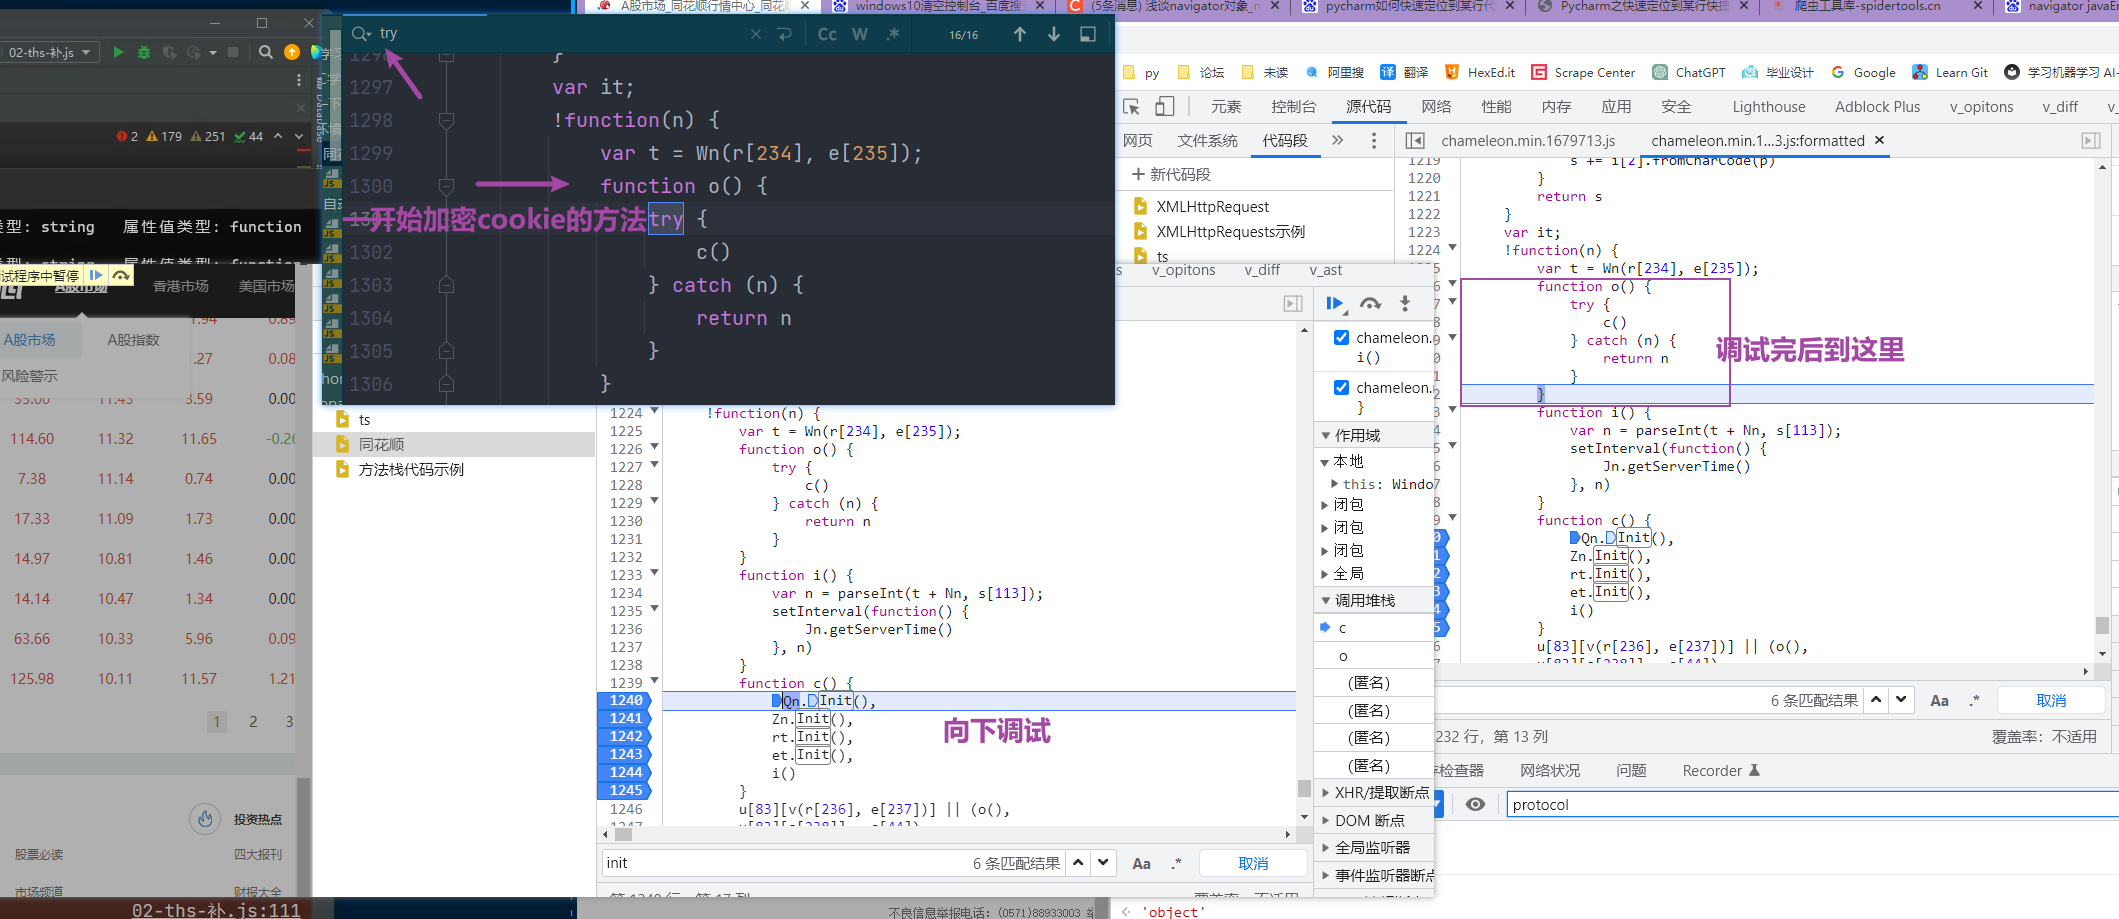 A股市场_同花顺行情中心_同花顺
windows10清空控制台_百度搜
(5条消息) 浅谈navigator对象_n
pycharm如何快速定位到某行代
Pycharm之快速定位到某行快捷
爬虫工具库-spidertools.cn
navigator javaEn
02-ths-补.js
try
Cc W .*
16/16
py
论坛
未读
阿里搜
翻译
HexEd.it
Scrape Center
ChatGPT
毕业设计
Google
Learn Git
学习机器学习 AI-
元素
控制台
源代码
网络
性能
内存
应用
安全
Lighthouse
Adblock Plus
v_opitons
v_diff
网页
文件系统
代码段
chameleon.min.1679713.js
chameleon.min.1...3.js:formatted
新代码段
XMLHttpRequest
XMLHttpRequests示例
ts
2 179 251 44
类型: string 属性值类型: function
试程序中暂停
A股市场
香港市场
美国市场
A股市场
A股指数
风险警示
1296 }
1297 var it;
1298 !function(n) {
1299 var t = Wn(r[234], e[235]);
1300 function o() {
一开始加密cookie的方法
try {
1302 c()
1303 } catch (n) {
1304 return n
1305 }
1306 }
1219 s += i[2].fromCharCode(p)
1220 }
1221 return s
1222 }
1223 var it;
1224 !function(n) {
var t = Wn(r[234], e[235]);
function o() {
try {
c()
} catch (n) {
return n
}
}
调试完后到这里
function i() {
var n = parseInt(t + Nn, s[113]);
setInterval(function() {
Jn.getServerTime()
}, n)
}
function c() {
Qn.Init(),
Zn.Init(),
rt.Init(),
et.Init(),
i()
}
u[83][v(r[236], e[237])] || (o(),
1.94 0.89
.27 0.08
35.00 11.43 3.59 0.00
114.60 11.32 11.65 -0.26
7.38 11.14 0.74 0.00
17.33 11.09 1.73 0.00
14.97 10.81 1.46 0.00
14.14 10.47 1.34 0.00
63.66 10.33 5.96 0.09
125.98 10.11 11.57 1.21
1 2 3
投资热点
股票必读
四大报刊
市场频道
财报大全
02-ths-补.js:111
ts
同花顺
方法栈代码示例
v_opitons
v_diff
v_ast
1224 !function(n) {
1225 var t = Wn(r[234], e[235]);
1226 function o() {
1227 try {
1228 c()
1229 } catch (n) {
1230 return n
1231 }
1232 }
1233 function i() {
1234 var n = parseInt(t + Nn, s[113]);
1235 setInterval(function() {
1236 Jn.getServerTime()
1237 }, n)
1238 }
1239 function c() {
1240 Qn.Init(),
1241 Zn.Init(),
1242 rt.Init(),
1243 et.Init(),
1244 i()
1245 }
1246 u[83][v(r[236], e[237])] || (o(),
向下调试
init
6 条匹配结果
Aa .*
取消
chameleon.
i()
chameleon.
}
作用域
本地
this: Windo
闭包
闭包
闭包
全局
调用堆栈
c
o
(匿名)
(匿名)
(匿名)
(匿名)
XHR/提取断点
DOM 断点
全局监听器
事件监听器断点
6 条匹配结果
Aa .*
取消
232 行，第 13 列
覆盖率：不适用
网络状况
问题
Recorder
protocol
不良信息举报电话：(0571)88933003
'object'